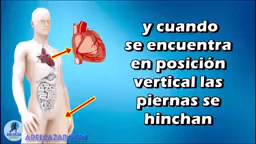 y cuando
se encuentra
en posición
vertical las
piernas se
hinchan